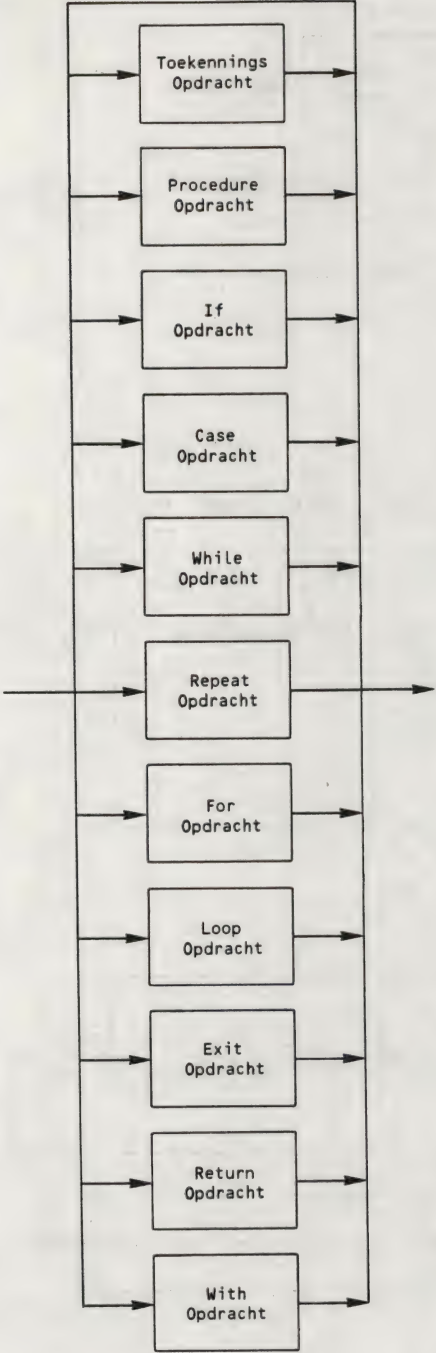 Toekennings
Opdracht
Procedure
Opdracht
If
Opdracht
Case
Opdracht
While
Opdracht
Repeat
Opdracht
For
Opdracht
Loop
Opdracht
Exit
Opdracht
Return
Opdracht
With
Opdracht